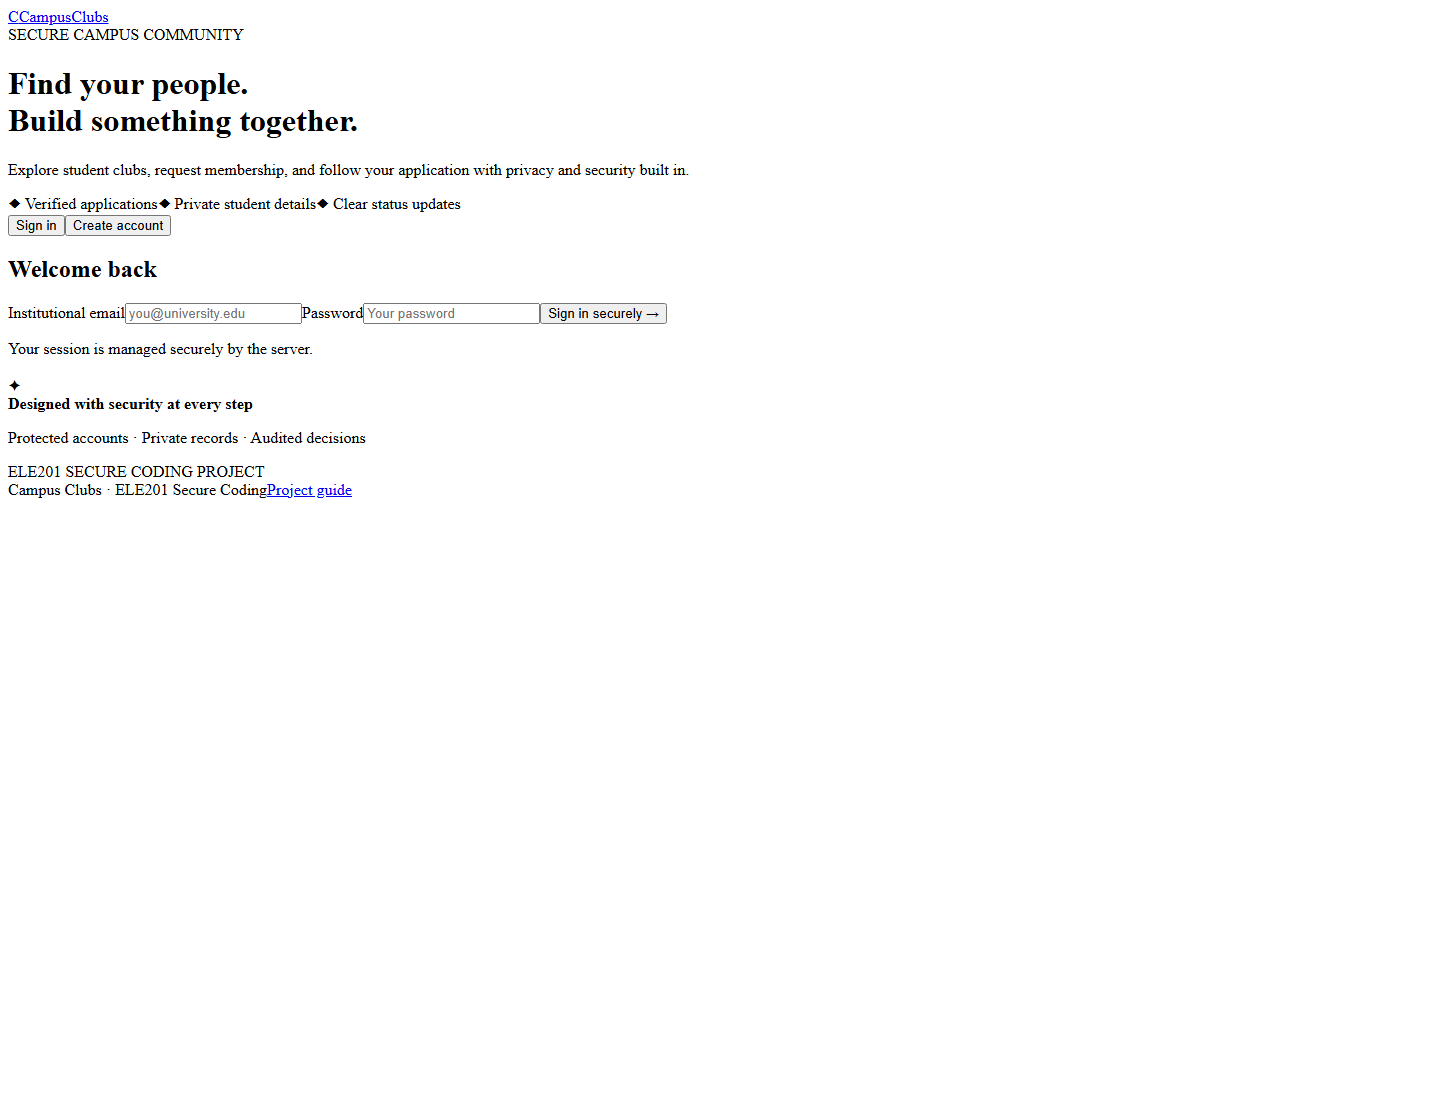 CCampusClubs
SECURE CAMPUS COMMUNITY
Find your people.
Build something together.
Explore student clubs, request membership, and follow your application with privacy and security built in.
◆ Verified applications◆ Private student details◆ Clear status updates
Sign in Create account
Welcome back
Institutional email you@university.edu Password Your password Sign in securely →
Your session is managed securely by the server.
✦
Designed with security at every step
Protected accounts · Private records · Audited decisions
ELE201 SECURE CODING PROJECT
Campus Clubs · ELE201 Secure CodingProject guide